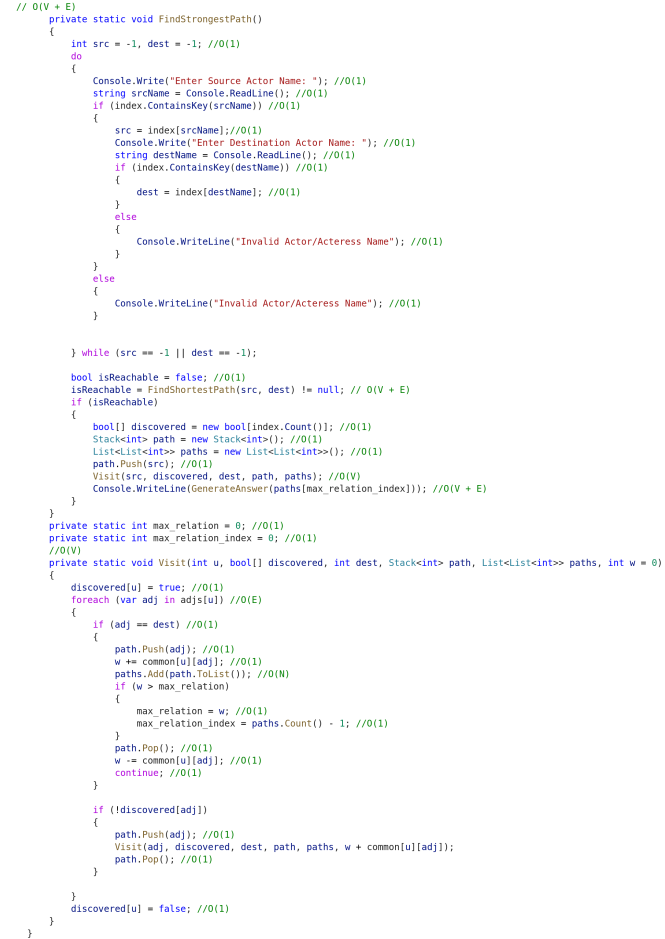 // O(V + E)
private static void FindStrongestPath()
{
int src = -1, dest = -1; //O(1)
do
{
Console.Write("Enter Source Actor Name: "); //O(1)
string srcName = Console.ReadLine(); //O(1)
if (index.ContainsKey(srcName)) //O(1)
{
src = index[srcName];//O(1)
Console.Write("Enter Destination Actor Name: "); //O(1)
string destName = Console.ReadLine(); //O(1)
if (index.ContainsKey(destName)) //O(1)
{
dest = index[destName]; //O(1)
}
else
{
Console.WriteLine("Invalid Actor/Acteress Name"); //O(1)
}
}
else
{
Console.WriteLine("Invalid Actor/Acteress Name"); //O(1)
}
} while (src == -1 || dest == -1);
bool isReachable = false; //O(1)
isReachable = FindShortestPath(src, dest) != null; // O(V + E)
if (isReachable)
{
bool[] discovered = new bool[index.Count()]; //O(1)
Stack<int> path = new Stack<int>(); //O(1)
List<List<int>> paths = new List<List<int>>(); //O(1)
path.Push(src); //O(1)
Visit(src, discovered, dest, path, paths); //O(V)
Console.WriteLine(GenerateAnswer(paths[max_relation_index])); //O(V + E)
}
}
private static int max_relation = 0; //O(1)
private static int max_relation_index = 0; //O(1)
//O(V)
private static void Visit(int u, bool[] discovered, int dest, Stack<int> path, List<List<int>> paths, int w = 0)
{
discovered[u] = true; //O(1)
foreach (var adj in adjs[u]) //O(E)
{
if (adj == dest) //O(1)
{
path.Push(adj); //O(1)
w += common[u][adj]; //O(1)
paths.Add(path.ToList()); //O(N)
if (w > max_relation)
{
max_relation = w; //O(1)
max_relation_index = paths.Count() - 1; //O(1)
}
path.Pop(); //O(1)
w -= common[u][adj]; //O(1)
continue; //O(1)
}
if (!discovered[adj])
{
path.Push(adj); //O(1)
Visit(adj, discovered, dest, path, paths, w + common[u][adj]);
path.Pop(); //O(1)
}
}
discovered[u] = false; //O(1)
}
}